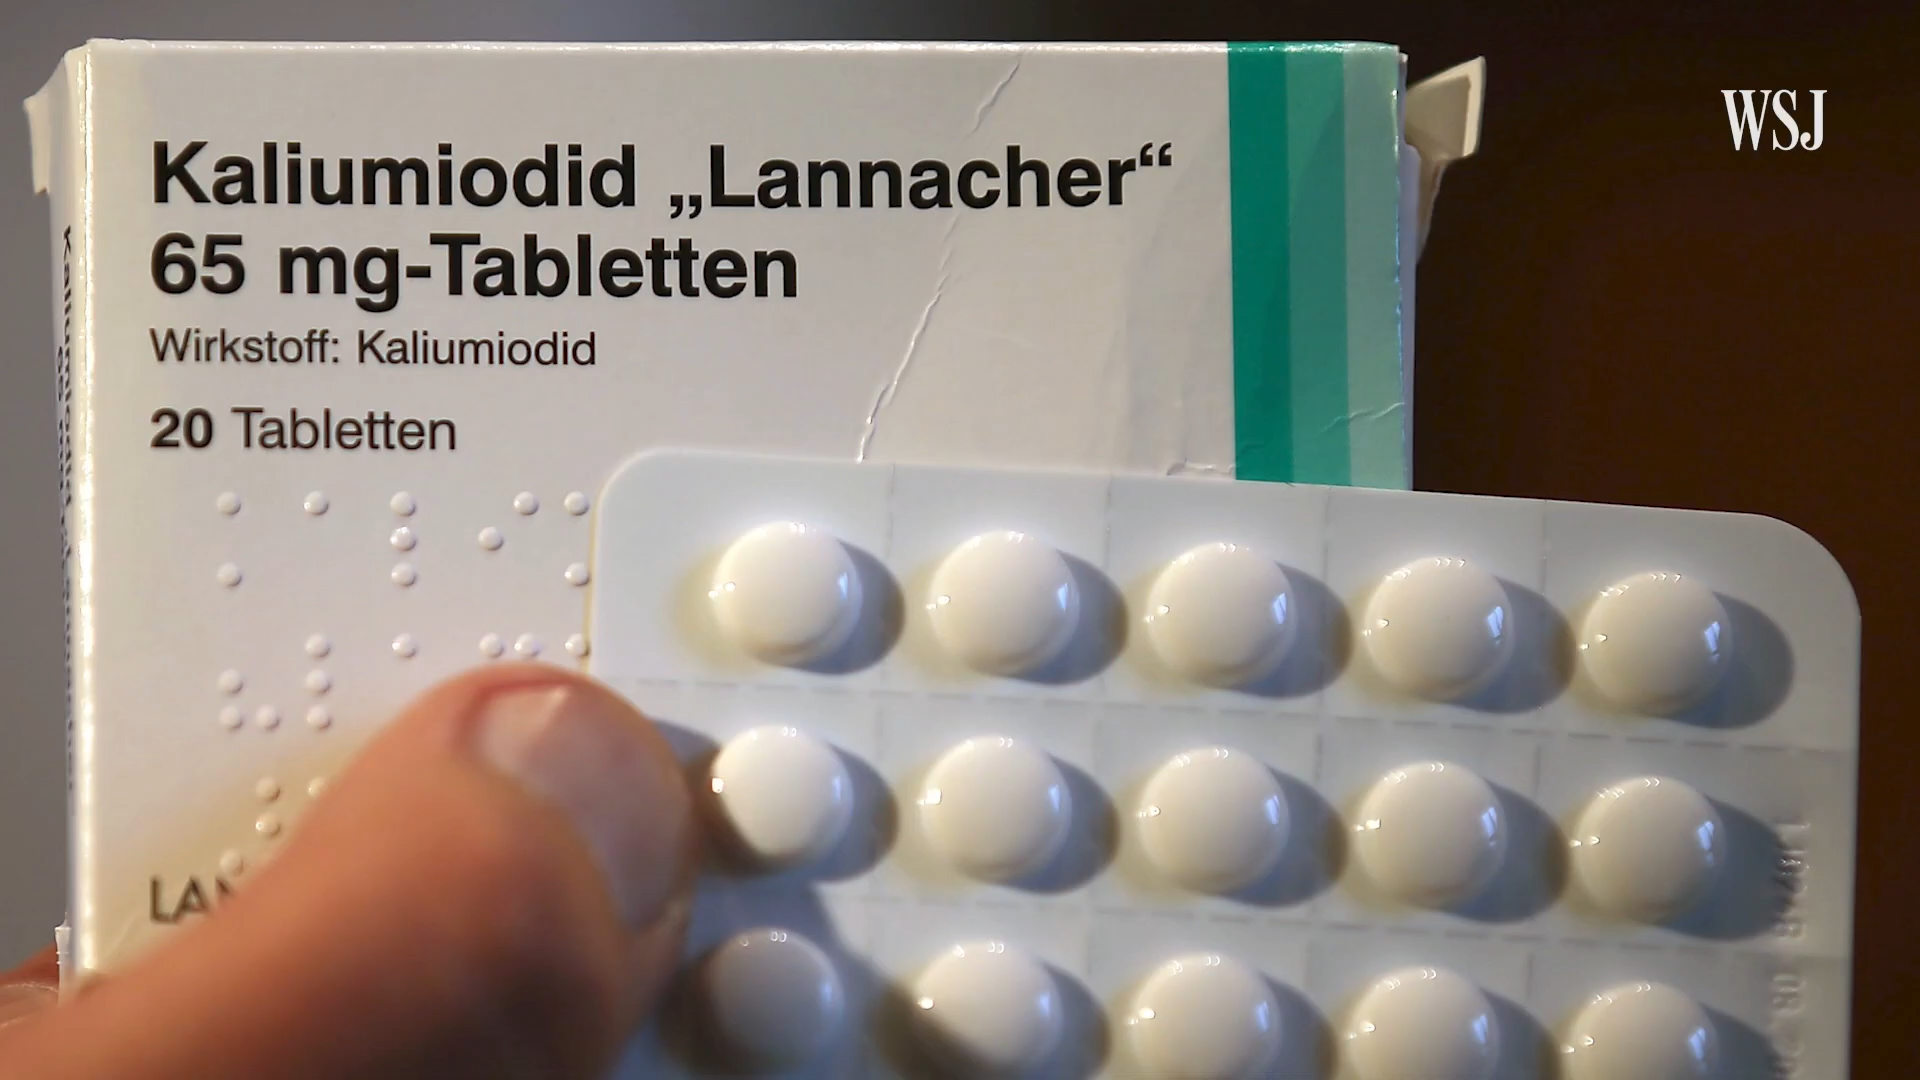 WSJ
Kaliumiodid „Lannacher“
65 mg-Tabletten
Wirkstoff: Kaliumiodid
20 Tabletten